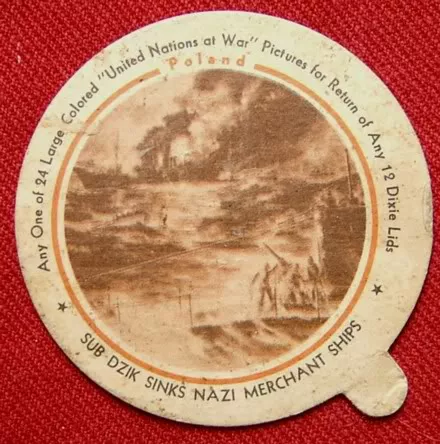 Any One of 24 Large Colored "United Nations at War" Pictures for Return of Any 12 Dixie Lids
Poland
★ SUB DZIK SINKS NAZI MERCHANT SHIPS ★